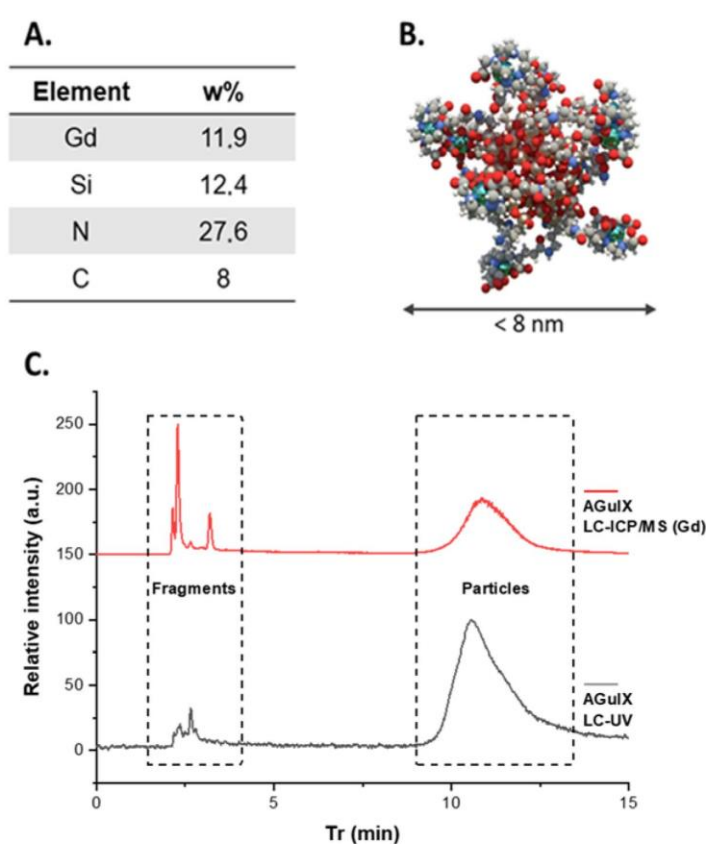 A.
Element w%
Gd 11.9
Si 12.4
N 27.6
C 8
B.
< 8 nm
C.
Relative intensity (a.u.)
250
200
150
100
50
0
AGuIX
LC-ICP/MS (Gd)
Fragments
Particles
AGuIX
LC-UV
0 5 10 15
Tr (min)